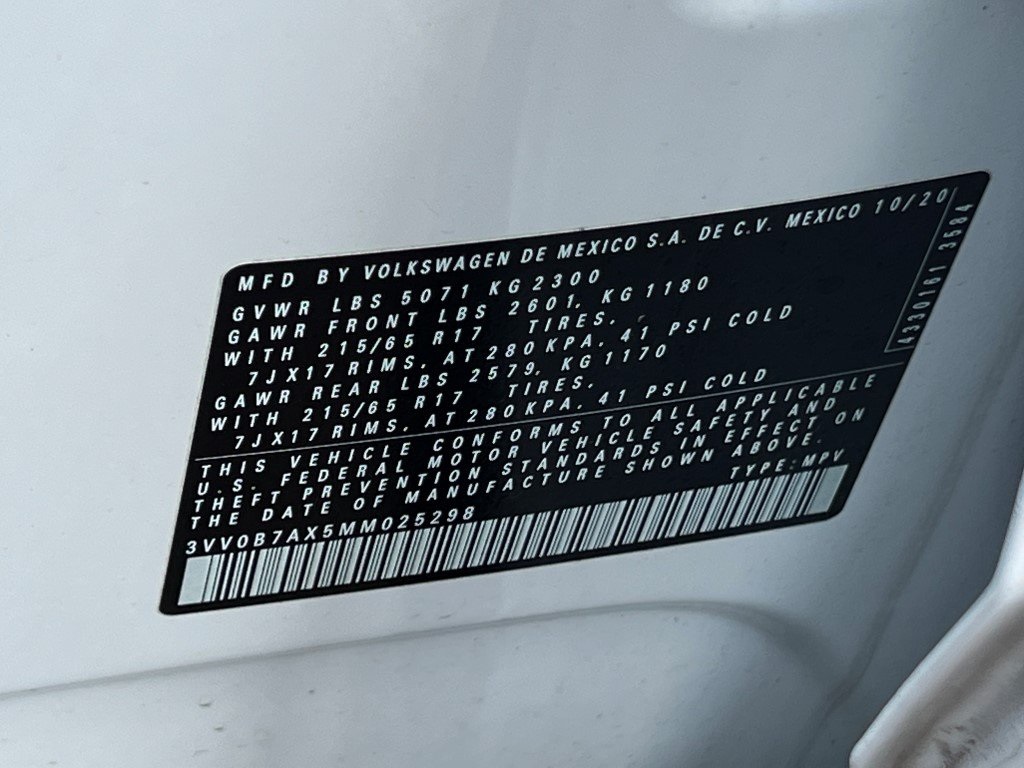 MFD BY VOLKSWAGEN DE MEXICO S.A. DE C.V. MEXICO 10/20
GVWR LBS 5071 KG 2300
GAWR FRONT LBS 2601, KG 1180
WITH 215/65 R17 TIRES,
7JX17 RIMS, AT 280 KPA, 41 PSI COLD
GAWR REAR LBS 2579, KG 1170
WITH 215/65 R17 TIRES,
7JX17 RIMS, AT 280 KPA, 41 PSI COLD
4330161 3584
THIS VEHICLE CONFORMS TO ALL APPLICABLE
U.S. FEDERAL MOTOR VEHICLE SAFETY AND
THEFT PREVENTION STANDARDS IN EFFECT ON
THE DATE OF MANUFACTURE SHOWN ABOVE.
3VV0B7AX5MM025298 TYPE: MPV